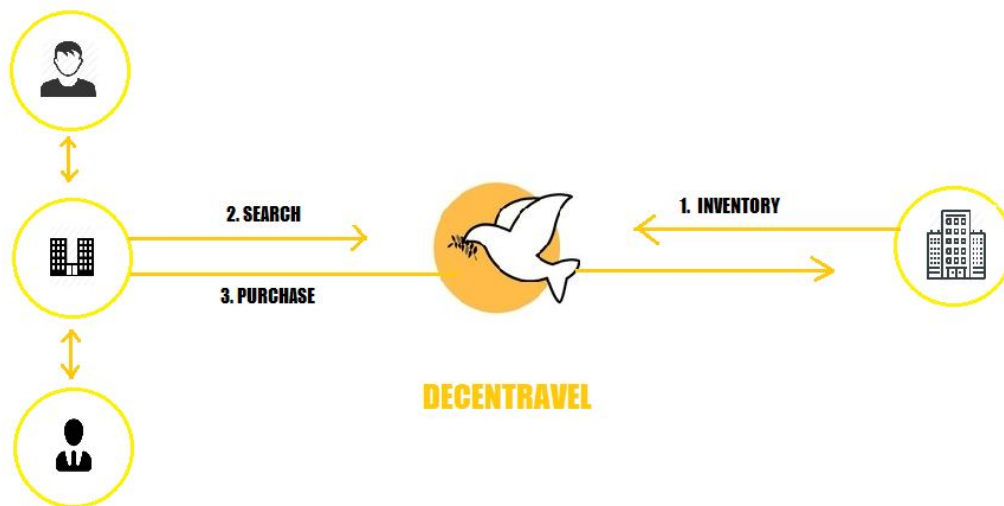 2. SEARCH
1. INVENTORY
3. PURCHASE
DECENTRAVEL